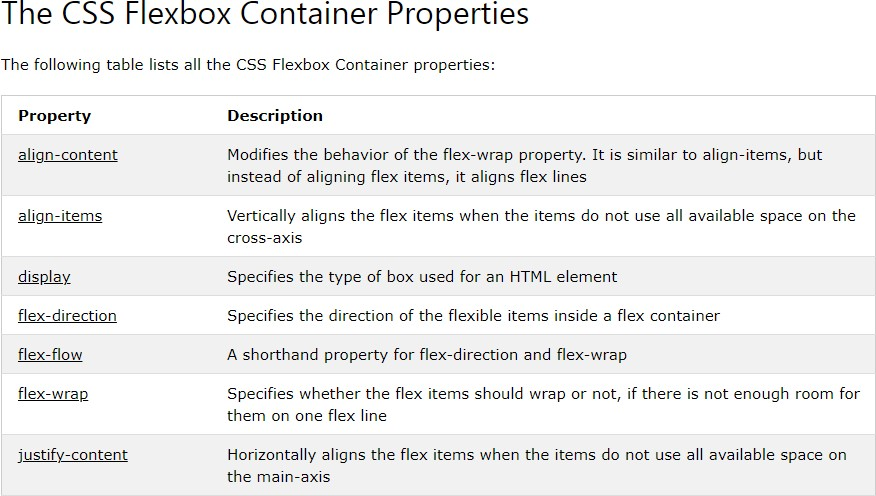 The CSS Flexbox Container Properties
The following table lists all the CSS Flexbox Container properties:
Property Description
align-content Modifies the behavior of the flex-wrap property. It is similar to align-items, but
instead of aligning flex items, it aligns flex lines
align-items Vertically aligns the flex items when the items do not use all available space on the
cross-axis
display Specifies the type of box used for an HTML element
flex-direction Specifies the direction of the flexible items inside a flex container
flex-flow A shorthand property for flex-direction and flex-wrap
flex-wrap Specifies whether the flex items should wrap or not, if there is not enough room for
them on one flex line
justify-content Horizontally aligns the flex items when the items do not use all available space on
the main-axis